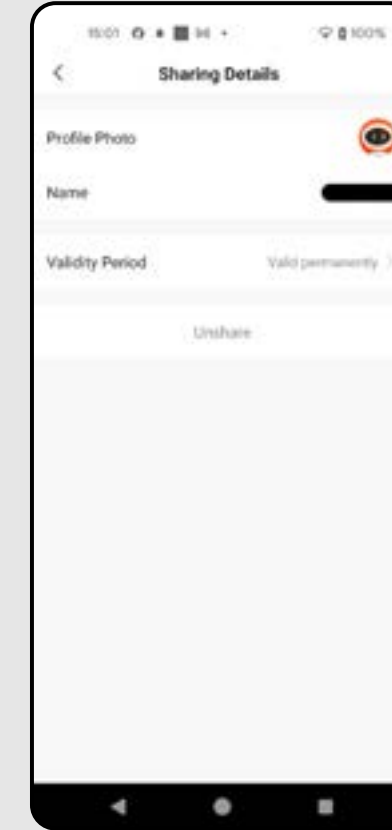 15:01 100%
Sharing Details
Profile Photo
Name
Validity Period Valid permanently
Unshare